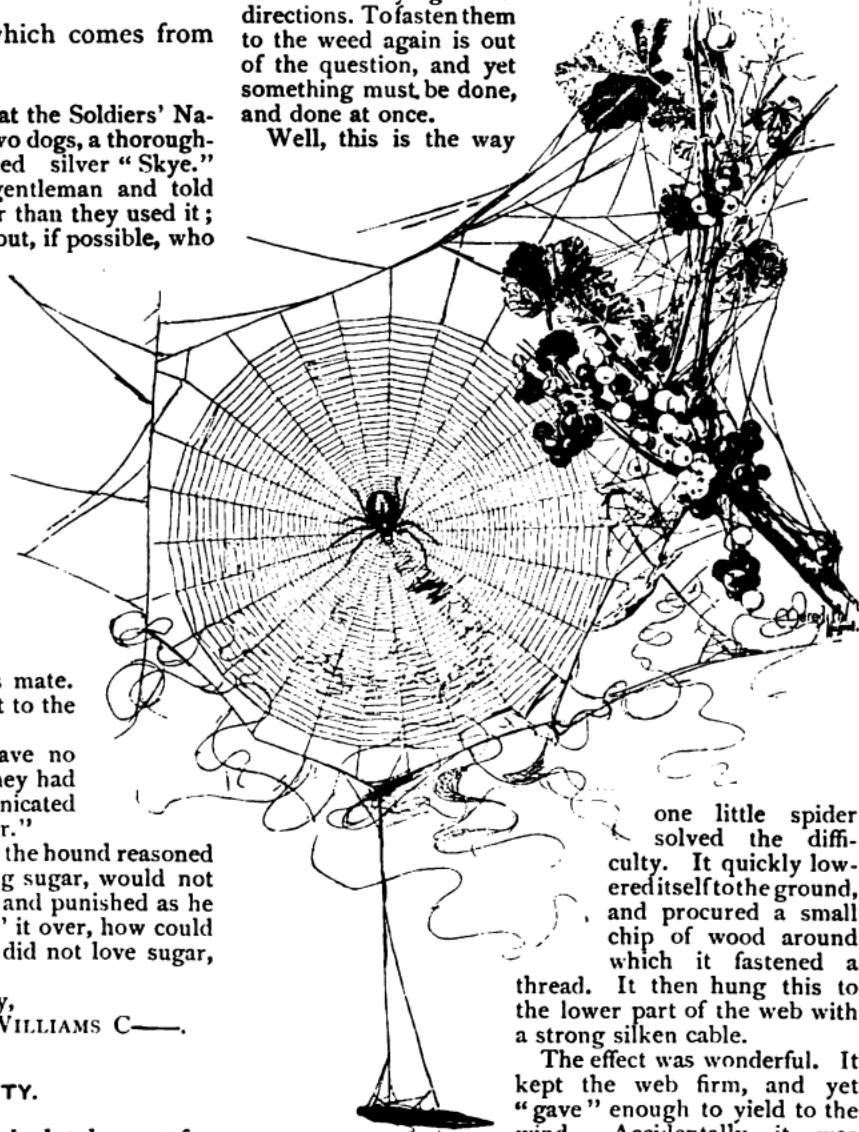 which comes from
at the Soldiers' Na-
two dogs, a thorough-
ed silver "Skye."
gentleman and told
r than they used it;
out, if possible, who
s mate.
t to the
ave no
hey had
nicated
r."
the hound reasoned
g sugar, would not
and punished as he
' it over, how could
did not love sugar,
y,
WILLIAMS C——.
TY.
directions. To fasten them
to the weed again is out
of the question, and yet
something must be done,
and done at once.
Well, this is the way
one little spider
solved the diffi-
culty. It quickly low-
ered itself to the ground,
and procured a small
chip of wood around
which it fastened a
thread. It then hung this to
the lower part of the web with
a strong silken cable.
The effect was wonderful. It
kept the web firm, and yet
"gave" enough to yield to the
wind. Accidentally it was